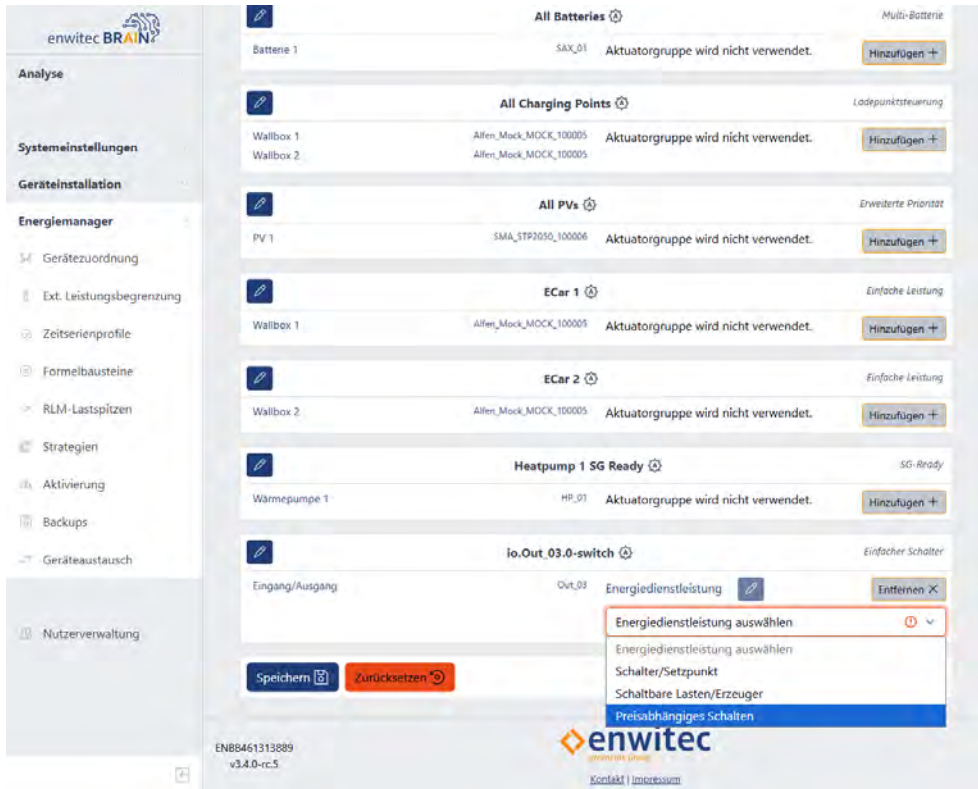 enwitec BRAIN
Analyse
Systemeinstellungen
Geräteinstallation
Energiemanager
Gerätezuordnung
Ext. Leistungsbegrenzung
Zeitserienprofile
Formelbausteine
RLM-Lastspitzen
Strategien
Aktivierung
Backups
Geräteaustausch
Nutzerverwaltung
All Batteries Multi-Batterie
Batterie 1 SAX_01 Aktuatorgruppe wird nicht verwendet. Hinzufügen +
All Charging Points Ladepunktsteuerung
Wallbox 1 Alfen_Mock_MOCK_100005 Aktuatorgruppe wird nicht verwendet. Hinzufügen +
Wallbox 2 Alfen_Mock_MOCK_100005
All PVs Erweiterte Priorität
PV 1 SMA_STP2050_100006 Aktuatorgruppe wird nicht verwendet. Hinzufügen +
ECar 1 Einfache Leistung
Wallbox 1 Alfen_Mock_MOCK_100005 Aktuatorgruppe wird nicht verwendet. Hinzufügen +
ECar 2 Einfache Leistung
Wallbox 2 Alfen_Mock_MOCK_100005 Aktuatorgruppe wird nicht verwendet. Hinzufügen +
Heatpump 1 SG Ready SG-Ready
Wärmepumpe 1 HP_01 Aktuatorgruppe wird nicht verwendet. Hinzufügen +
io.Out_03.0-switch Einfacher Schalter
Eingang/Ausgang Out_03 Energiedienstleistung Entfernen ×
Energiedienstleistung auswählen
Energiedienstleistung auswählen
Schalter/Setzpunkt
Schaltbare Lasten/Erzeuger
Preisabhängiges Schalten
Speichern Zurücksetzen
ENB8461313889
v3.4.0-rc.5
enwitec
Kontakt | Impressum